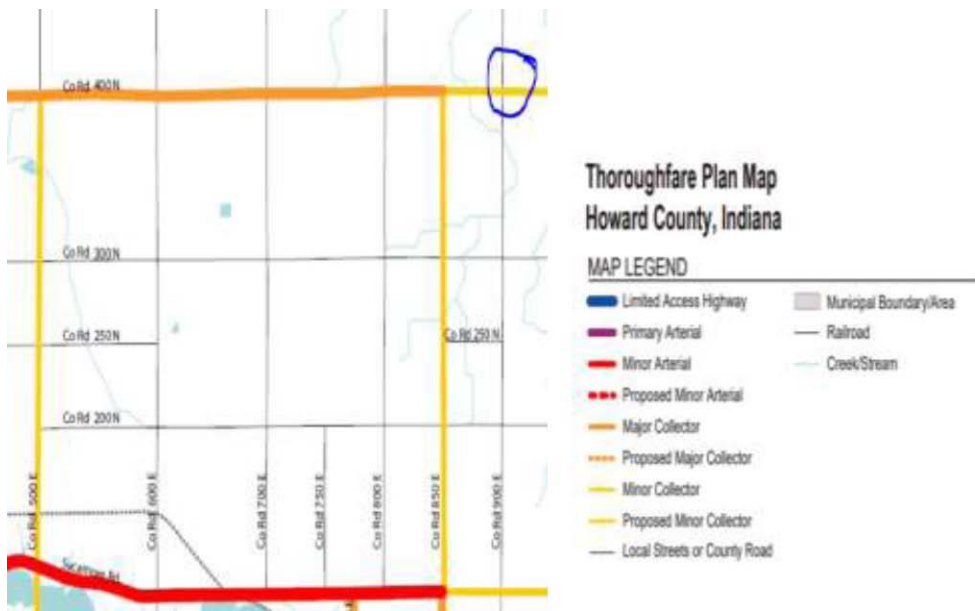 Co Rd 400 N
Co Rd 300 N
Co Rd 250 N
Co Rd 250 N
Co Rd 200 N
Co Rd 500 E
Co Rd 600 E
Co Rd 700 E
Co Rd 750 E
Co Rd 800 E
Co Rd 850 E
Co Rd 900 E
Sycamore Rd
Thoroughfare Plan Map
Howard County, Indiana
MAP LEGEND
Limited Access Highway
Primary Arterial
Minor Arterial
Proposed Minor Arterial
Major Collector
Proposed Major Collector
Minor Collector
Proposed Minor Collector
Local Streets or County Road
Municipal Boundary/Area
Railroad
Creek/Stream